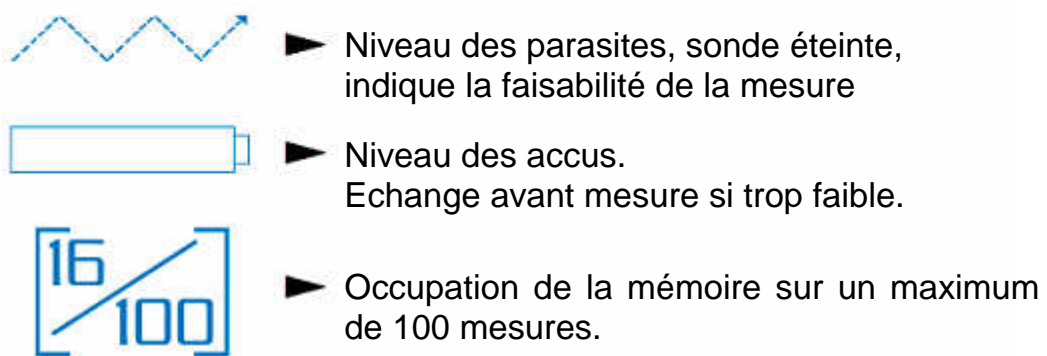 Niveau des parasites, sonde éteinte,
indique la faisabilité de la mesure
Niveau des accus.
Echange avant mesure si trop faible.
16/100
Occupation de la mémoire sur un maximum
de 100 mesures.